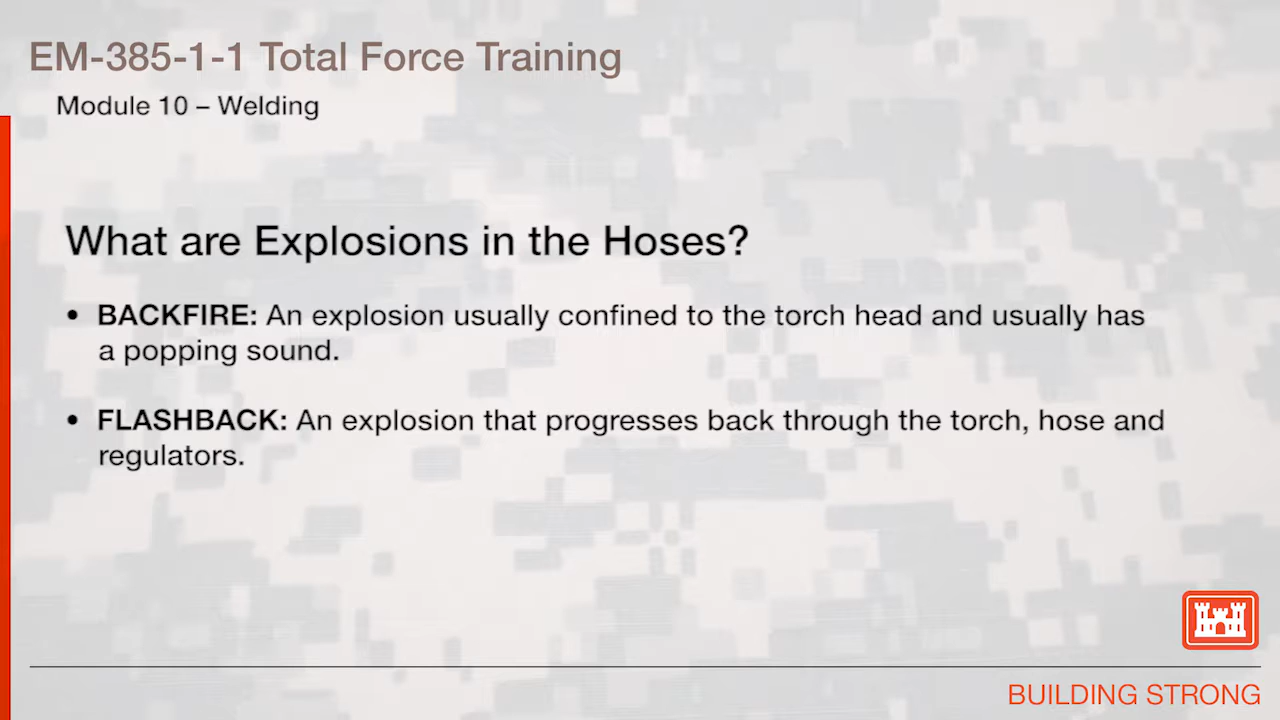 EM-385-1-1 Total Force Training
Module 10 – Welding
What are Explosions in the Hoses?
• BACKFIRE: An explosion usually confined to the torch head and usually has
a popping sound.
• FLASHBACK: An explosion that progresses back through the torch, hose and
regulators.
BUILDING STRONG